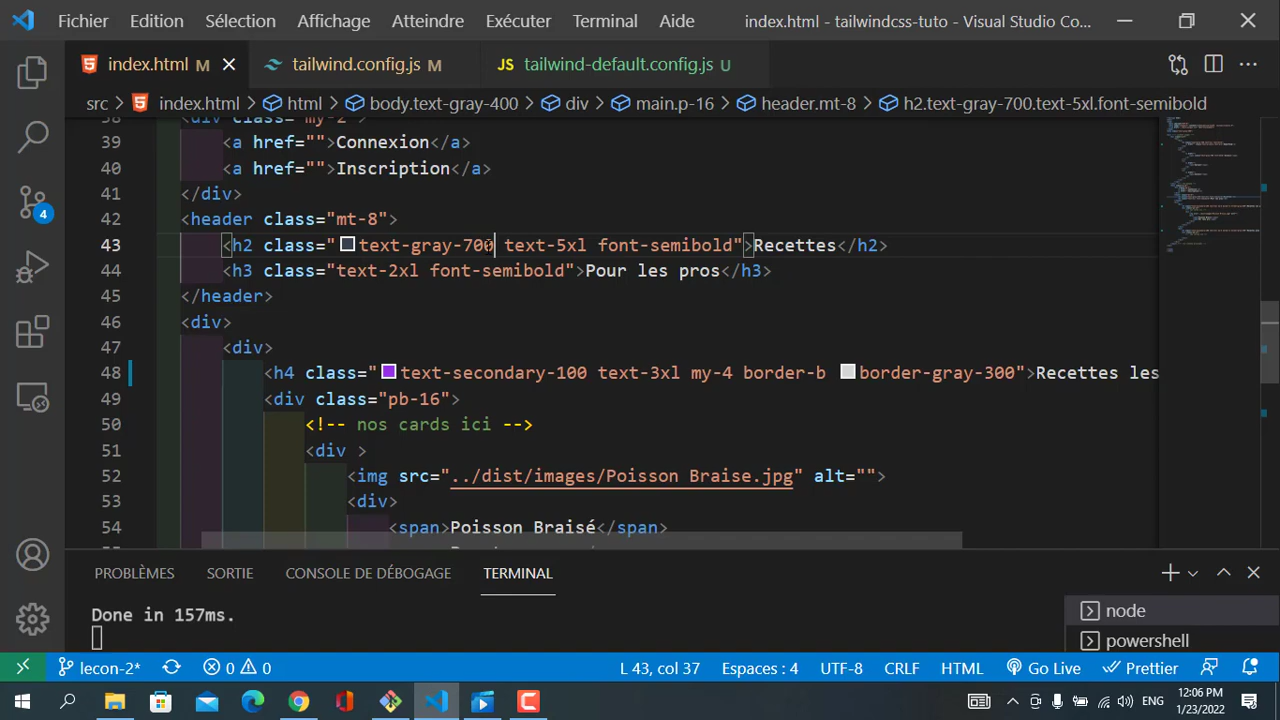 Fichier Edition Sélection Affichage Atteindre Exécuter Terminal Aide index.html - tailwindcss-tuto - Visual Studio Co...
index.html M tailwind.config.js M JS tailwind-default.config.js U
src > index.html > html > body.text-gray-400 > div > main.p-16 > header.mt-8 > h2.text-gray-700.text-5xl.font-semibold
38 <div class="my-2">
39 <a href="">Connexion</a>
40 <a href="">Inscription</a>
41 </div>
42 <header class="mt-8">
43 <h2 class="text-gray-700 text-5xl font-semibold">Recettes</h2>
44 <h3 class="text-2xl font-semibold">Pour les pros</h3>
45 </header>
46 <div>
47 <div>
48 <h4 class="text-secondary-100 text-3xl my-4 border-b border-gray-300">Recettes les
49 <div class="pb-16">
50 <!-- nos cards ici -->
51 <div >
52 <img src="../dist/images/Poisson Braise.jpg" alt="">
53 <div>
54 <span>Poisson Braisé</span>
PROBLÈMES SORTIE CONSOLE DE DÉBOGAGE TERMINAL
Done in 157ms.
node
powershell
4
lecon-2* 0 0 L 43, col 37 Espaces : 4 UTF-8 CRLF HTML Go Live Prettier
ENG
12:06 PM
1/23/2022